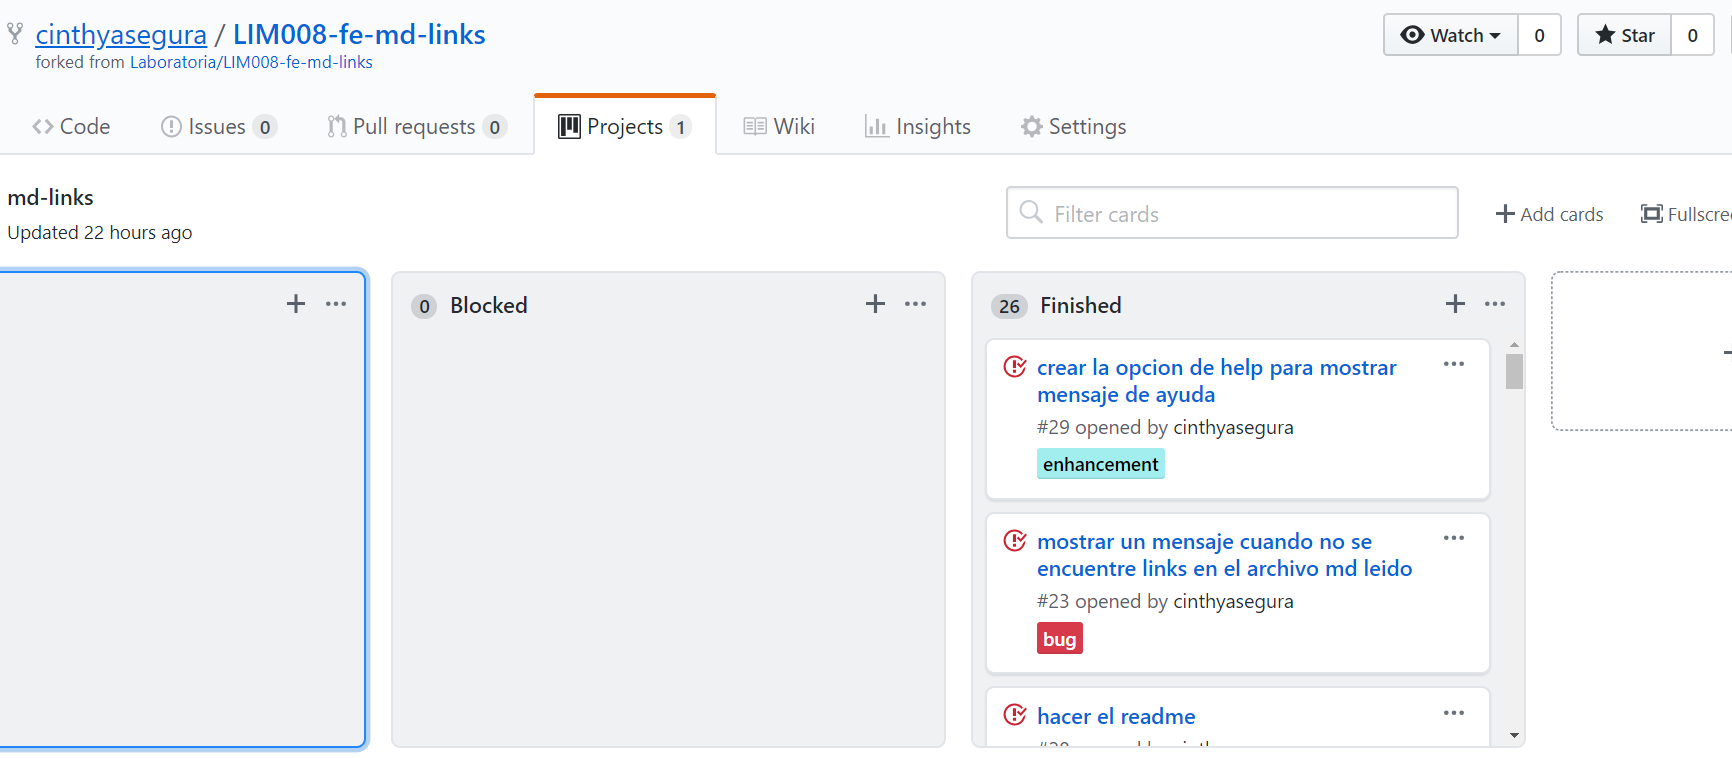 cinthyasegura / LIM008-fe-md-links
Watch 0
Star 0
forked from Laboratoria/LIM008-fe-md-links
Code
Issues 0
Pull requests 0
Projects 1
Wiki
Insights
Settings
md-links
Updated 22 hours ago
Filter cards
Add cards
Fullscre
0 Blocked
26 Finished
crear la opcion de help para mostrar
mensaje de ayuda
#29 opened by cinthyasegura
enhancement
mostrar un mensaje cuando no se
encuentre links en el archivo md leido
#23 opened by cinthyasegura
bug
hacer el readme